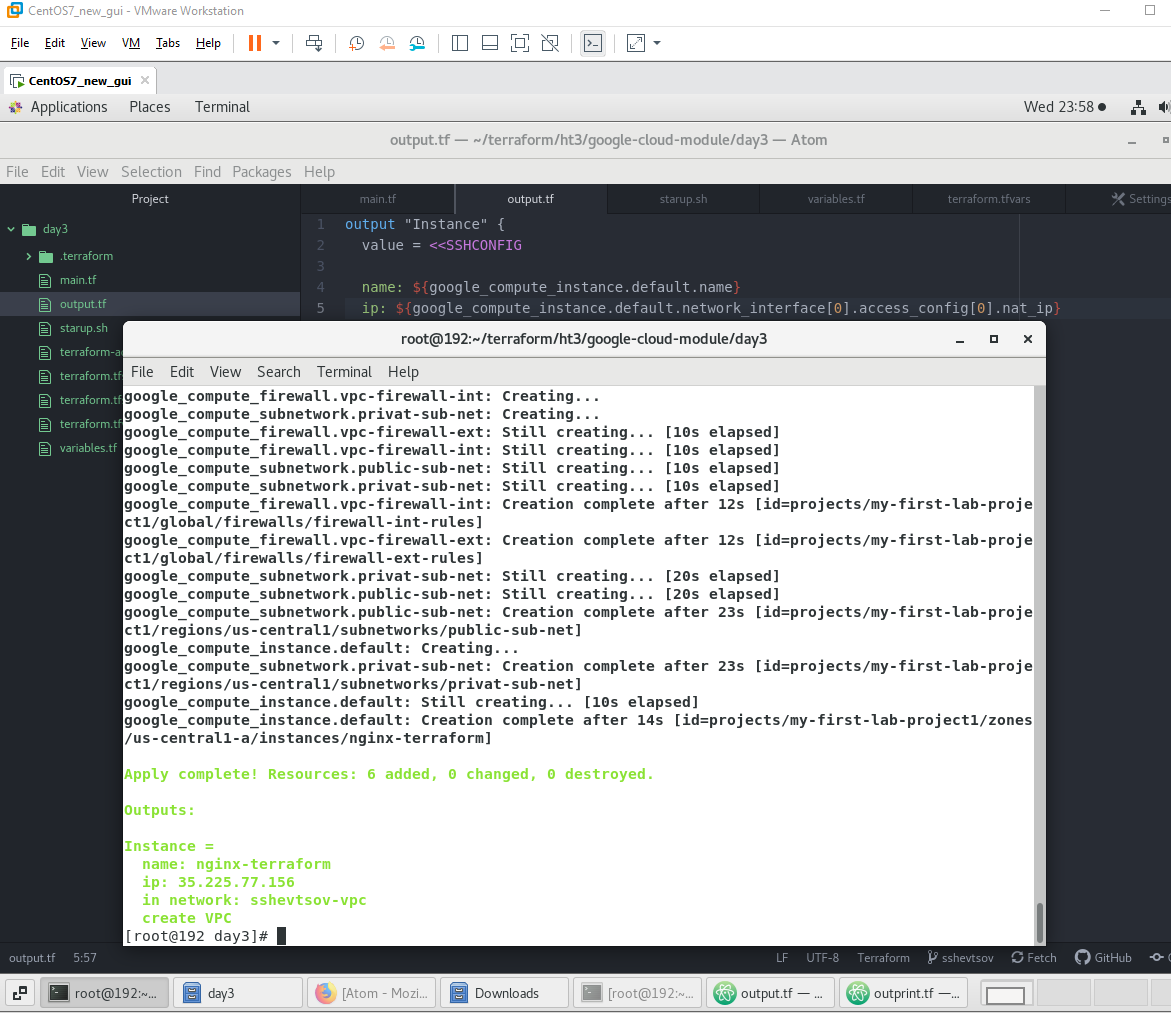 CentOS7_new_gui - VMware Workstation
File Edit View VM Tabs Help
CentOS7_new_gui
Applications Places Terminal Wed 23:58
output.tf — ~/terraform/ht3/google-cloud-module/day3 — Atom
File Edit View Selection Find Packages Help
Project main.tf output.tf starup.sh variables.tf terraform.tfvars Settings
day3
.terraform
main.tf
output.tf
starup.sh
terraform-a
terraform.tf
terraform.tf
terraform.tf
variables.tf
1 output "Instance" {
2 value = <<SSHCONFIG
3
4 name: ${google_compute_instance.default.name}
5 ip: ${google_compute_instance.default.network_interface[0].access_config[0].nat_ip}
root@192:~/terraform/ht3/google-cloud-module/day3
File Edit View Search Terminal Help
google_compute_firewall.vpc-firewall-int: Creating...
google_compute_subnetwork.privat-sub-net: Creating...
google_compute_firewall.vpc-firewall-ext: Still creating... [10s elapsed]
google_compute_firewall.vpc-firewall-int: Still creating... [10s elapsed]
google_compute_subnetwork.public-sub-net: Still creating... [10s elapsed]
google_compute_subnetwork.privat-sub-net: Still creating... [10s elapsed]
google_compute_firewall.vpc-firewall-int: Creation complete after 12s [id=projects/my-first-lab-proje
ct1/global/firewalls/firewall-int-rules]
google_compute_firewall.vpc-firewall-ext: Creation complete after 12s [id=projects/my-first-lab-proje
ct1/global/firewalls/firewall-ext-rules]
google_compute_subnetwork.privat-sub-net: Still creating... [20s elapsed]
google_compute_subnetwork.public-sub-net: Still creating... [20s elapsed]
google_compute_subnetwork.public-sub-net: Creation complete after 23s [id=projects/my-first-lab-proje
ct1/regions/us-central1/subnetworks/public-sub-net]
google_compute_instance.default: Creating...
google_compute_subnetwork.privat-sub-net: Creation complete after 23s [id=projects/my-first-lab-proje
ct1/regions/us-central1/subnetworks/privat-sub-net]
google_compute_instance.default: Still creating... [10s elapsed]
google_compute_instance.default: Creation complete after 14s [id=projects/my-first-lab-project1/zones
/us-central1-a/instances/nginx-terraform]
Apply complete! Resources: 6 added, 0 changed, 0 destroyed.
Outputs:
Instance =
name: nginx-terraform
ip: 35.225.77.156
in network: sshevtsov-vpc
create VPC
[root@192 day3]#
output.tf 5:57 LF UTF-8 Terraform sshevtsov Fetch GitHub
root@192:~... day3 [Atom - Mozi... Downloads [root@192:~... output.tf — ... outprint.tf —...